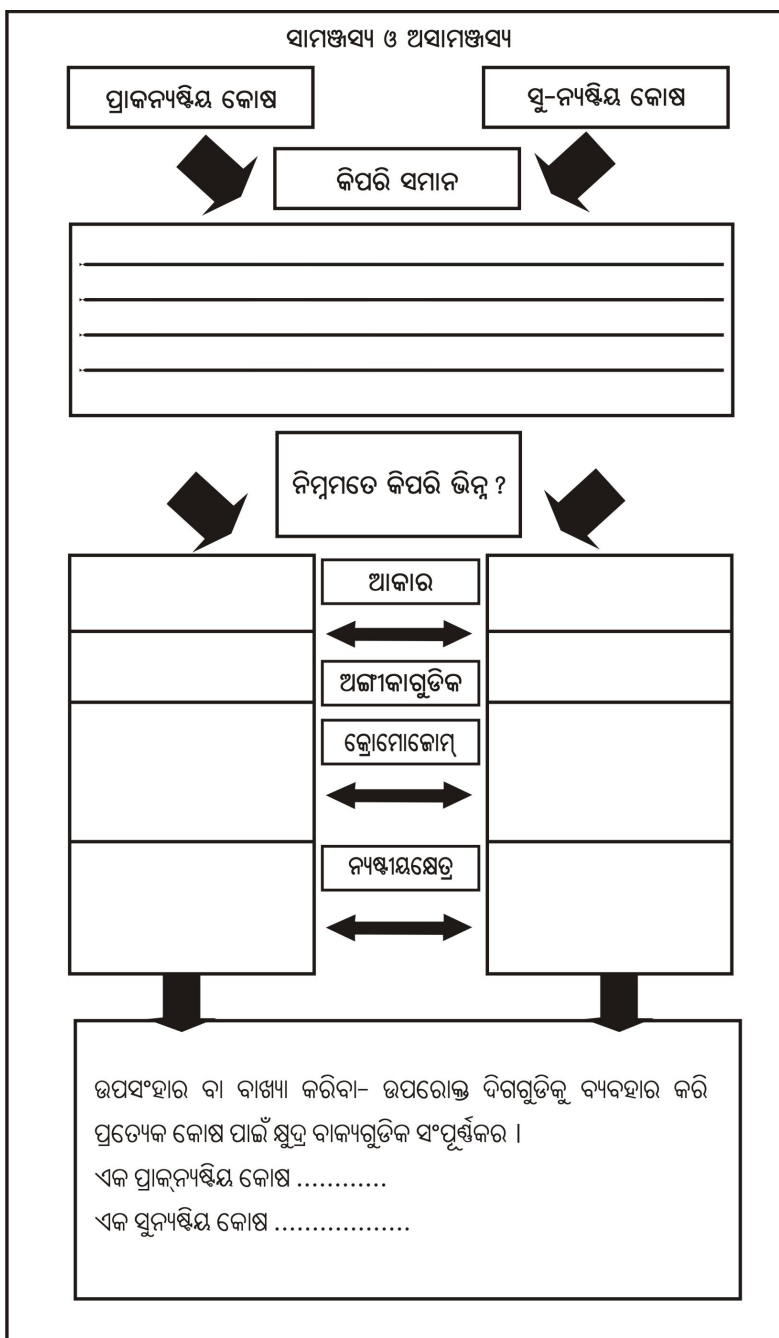 ସାମଞ୍ଜସ୍ୟ ଓ ଅସାମଞ୍ଜସ୍ୟ
ପ୍ରାକନ୍ୟଷ୍ଟିୟ କୋଷ
ସୁ-ନ୍ୟଷ୍ଟିୟ କୋଷ
କିପରି ସମାନ
ନିମ୍ନମତେ କିପରି ଭିନ୍ନ ?
ଆକାର
ଅଙ୍ଗୀକାଗୁଡିକ
କ୍ରୋମୋଜୋମ୍
ନ୍ୟଷ୍ଟୀୟକ୍ଷେତ୍ର
ଉପସଂହାର ବା ବାଖ୍ୟା କରିବା- ଉପରୋକ୍ତ ଦିଗଗୁଡିକୁ ବ୍ୟବହାର କରି
ପ୍ରତ୍ୟେକ କୋଷ ପାଇଁ କ୍ଷୁଦ୍ର ବାକ୍ୟଗୁଡିକ ସଂପୂର୍ଣ୍ଣକର ।
ଏକ ପ୍ରାକ୍‌ନ୍ୟଷ୍ଟିୟ କୋଷ ............
ଏକ ସୁନ୍ୟଷ୍ଟିୟ କୋଷ ..................